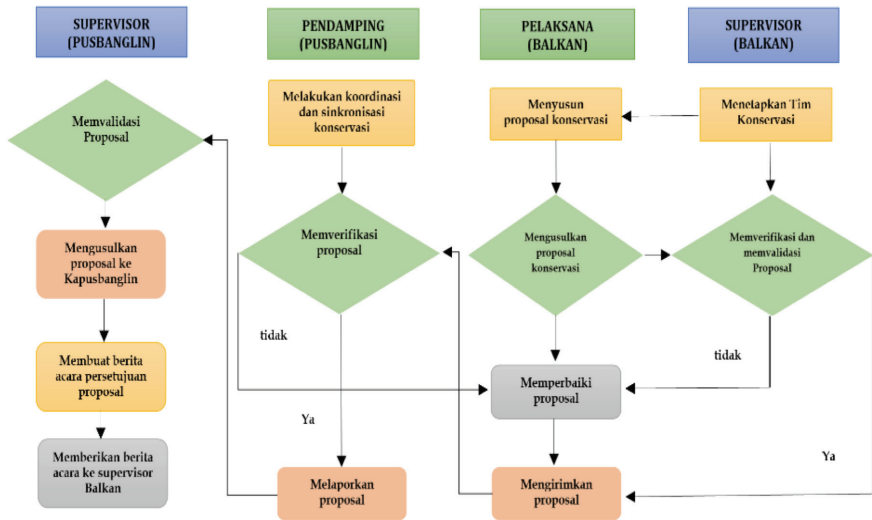 SUPERVISOR
(PUSBANGLIN)
PENDAMPING
(PUSBANGLIN)
PELAKSANA
(BALKAN)
SUPERVISOR
(BALKAN)
Melakukan koordinasi
dan sinkronisasi
konservasi
Menyusun
proposal konservasi
Menetapkan Tim
Konservasi
Memvalidasi
Proposal
Memverifikasi
proposal
Mengusulkan
proposal
konservasi
Memverifikasi dan
memvalidasi
Proposal
Mengusulkan
proposal ke
Kapusbanglin
tidak
tidak
Membuat berita
acara persetujuan
proposal
Memperbaiki
proposal
Ya
Ya
Memberikan berita
acara ke supervisor
Balkan
Melaporkan
proposal
Mengirimkan
proposal